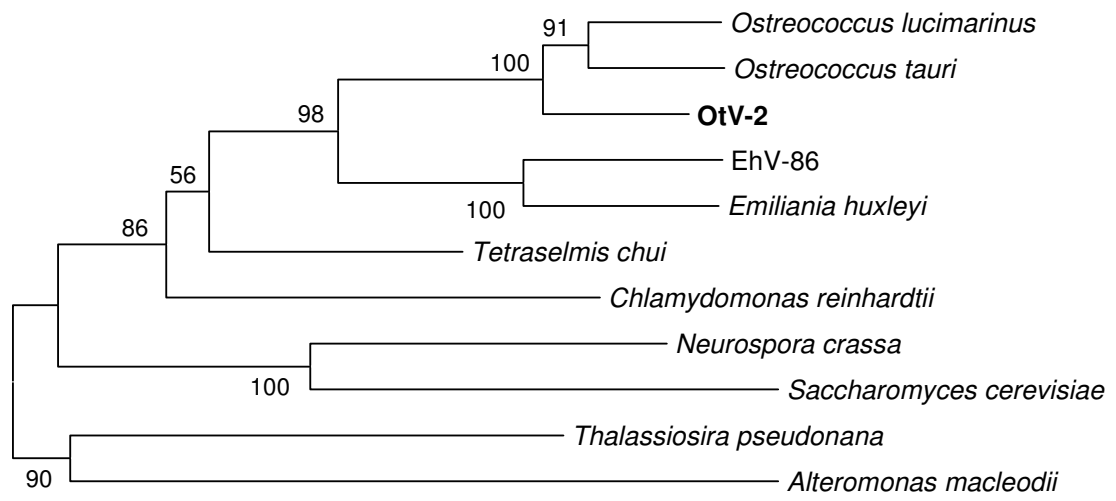 Ostreococcus lucimarinus
91
Ostreococcus tauri
100
OtV-2
98
EhV-86
56
Emiliania huxleyi
100
86
Tetraselmis chui
Chlamydomonas reinhardtii
Neurospora crassa
100
Saccharomyces cerevisiae
Thalassiosira pseudonana
90
Alteromonas macleodii